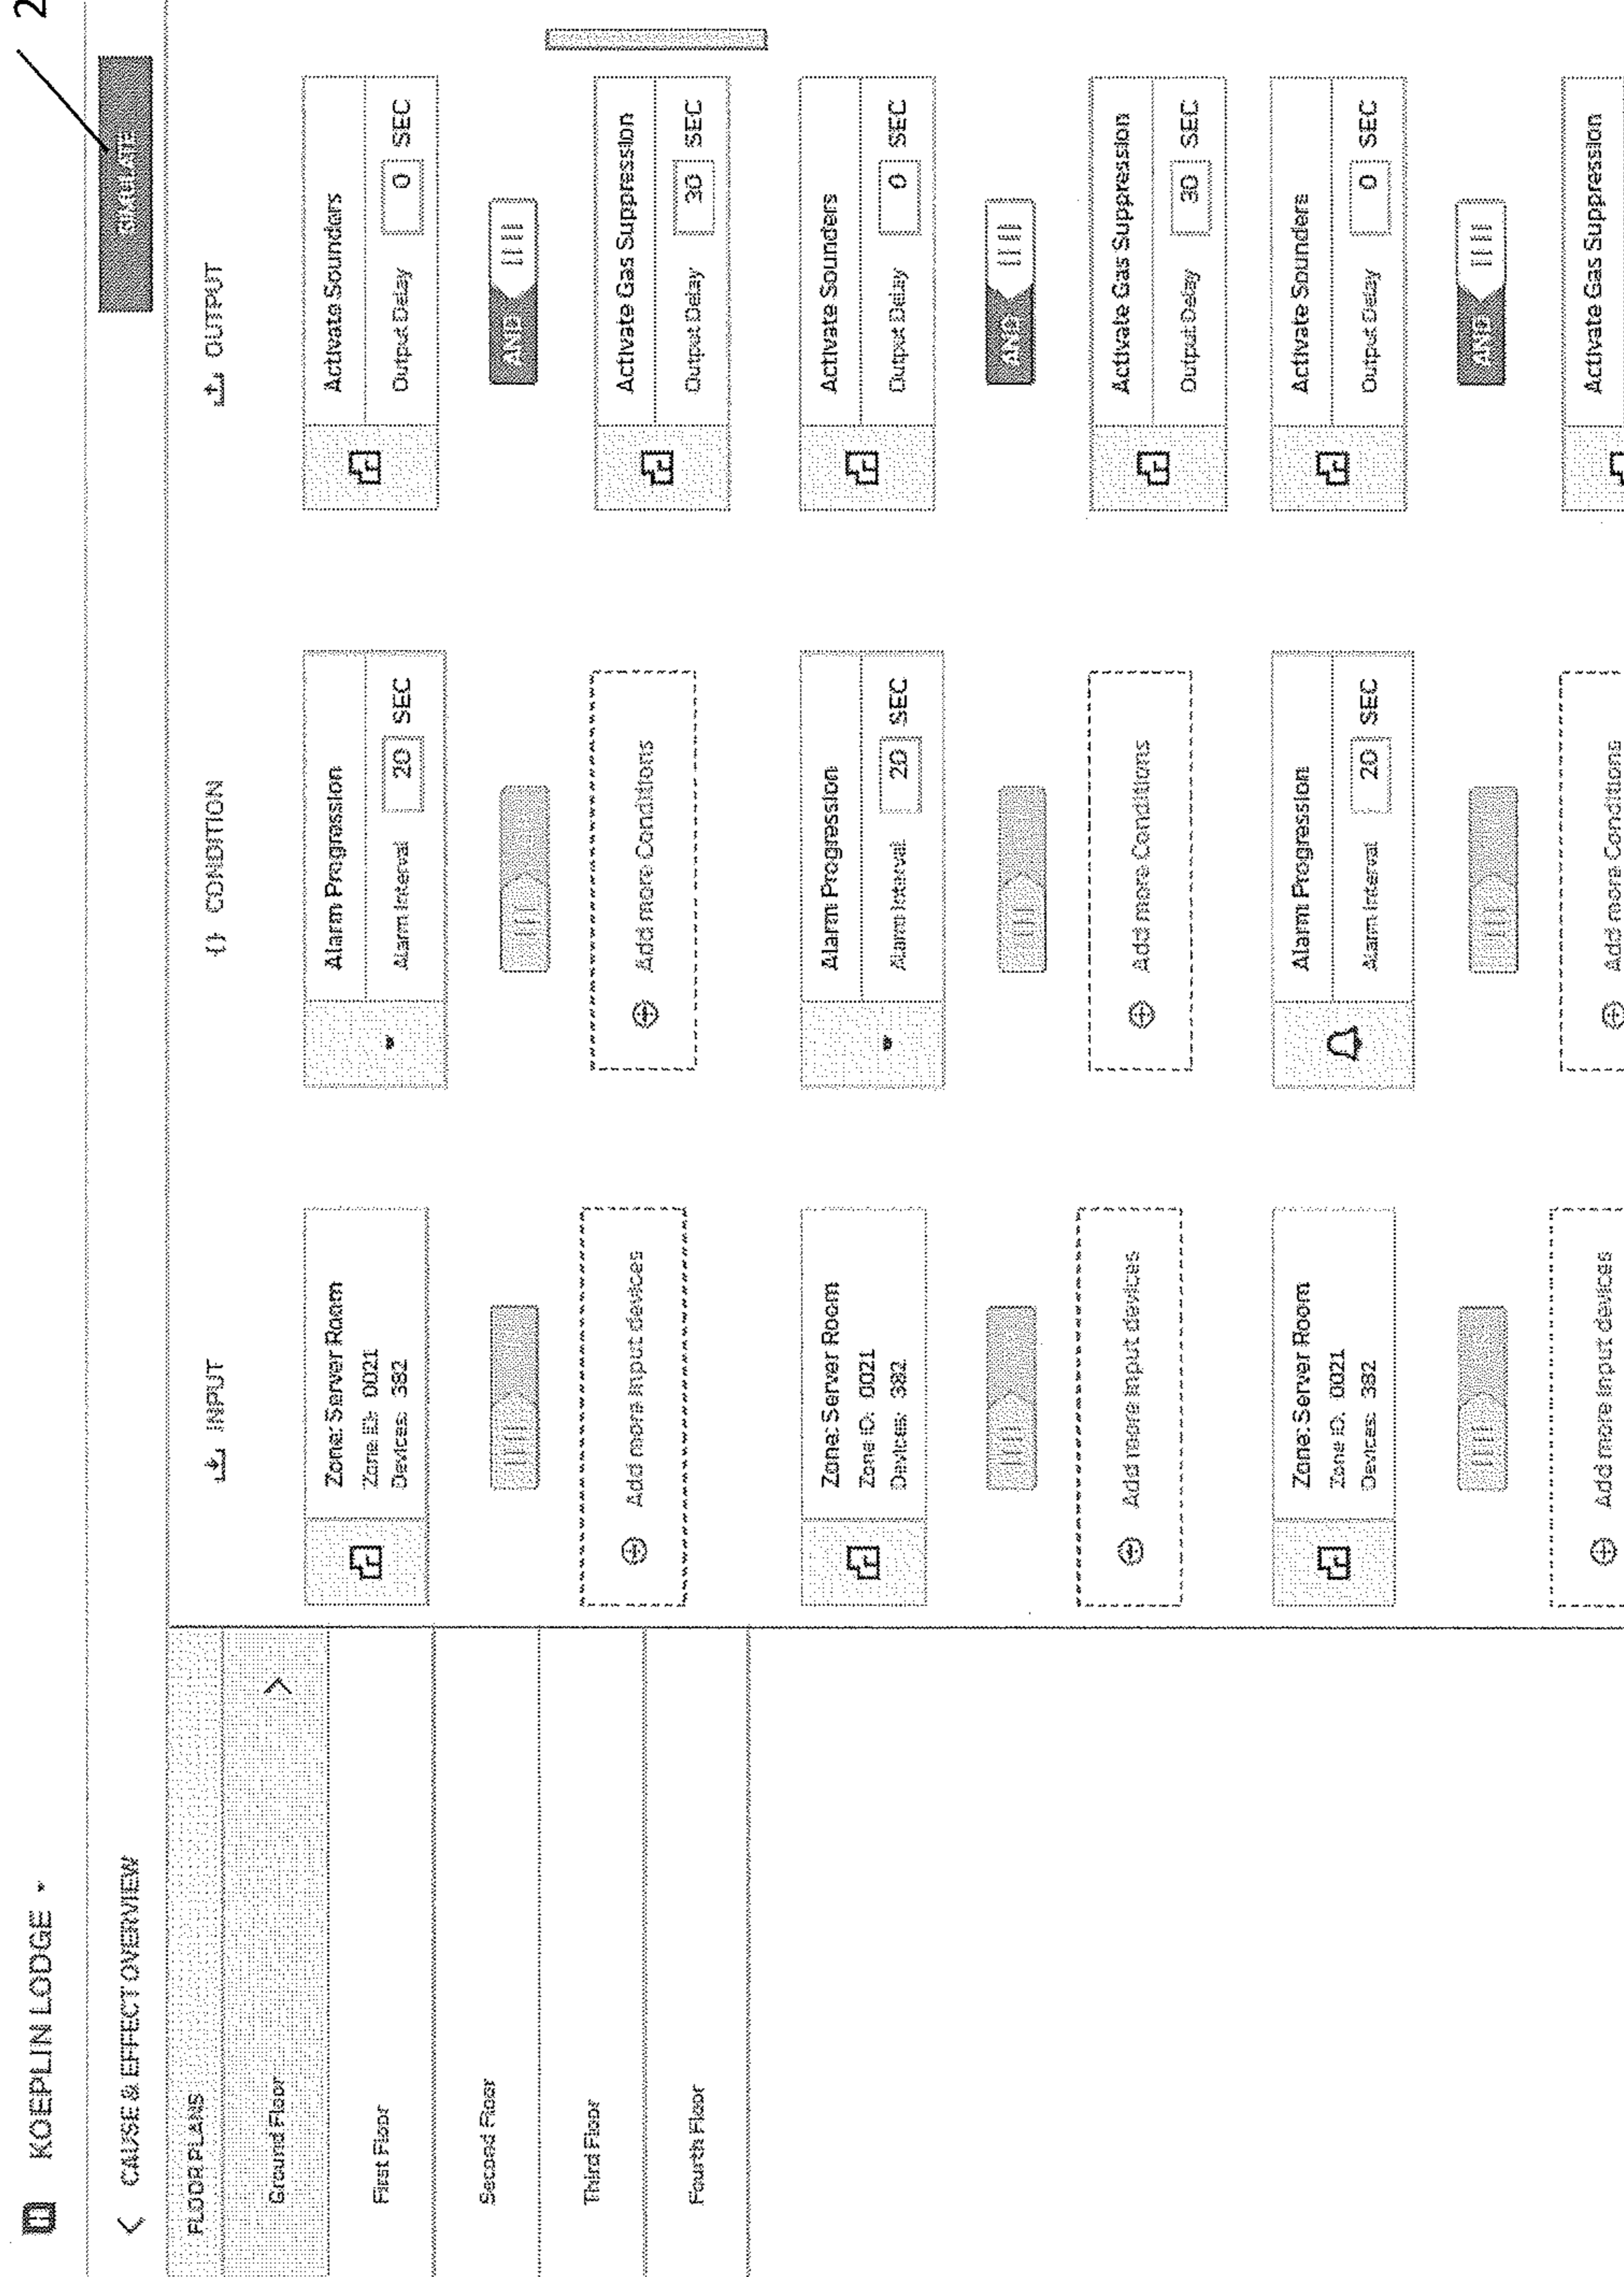 2
KOEPLIN LODGE
CAUSE & EFFECT OVERVIEW
SIMULATE
FLOOR PLANS
Ground Floor
First Floor
Second Floor
Third Floor
Fourth Floor
INPUT
{} CONDITION
OUTPUT
Zone: Server Room
Zone ID: 0021
Devices: 382
Alarm Progression
Alarm Interval 20 SEC
Activate Sounders
Output Delay 0 SEC
AND
Add more input devices
Add more Conditions
Activate Gas Suppression
Output Delay 30 SEC
Zone: Server Room
Zone ID: 0021
Devices: 382
Alarm Progression
Alarm Interval 20 SEC
Activate Sounders
Output Delay 0 SEC
AND
Add more input devices
Add more Conditions
Activate Gas Suppression
Output Delay 30 SEC
Zone: Server Room
Zone ID: 0021
Devices: 382
Alarm Progression
Alarm Interval 20 SEC
Activate Sounders
Output Delay 0 SEC
AND
Add more input devices
Add more Conditions
Activate Gas Suppression